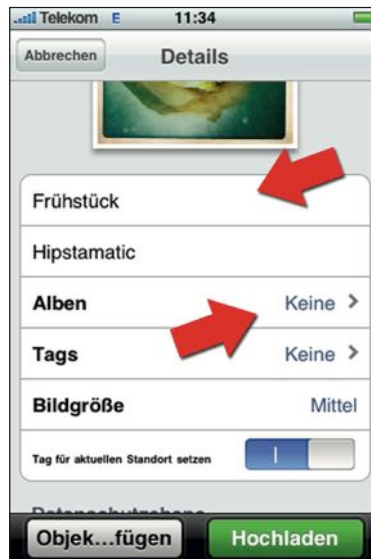 Telekom E 11:34
Abbrechen Details
Frühstück
Hipstamatic
Alben Keine
Tags Keine
Bildgröße Mittel
Tag für aktuellen Standort setzen
Datenschutzebene
Objek...fügen Hochladen